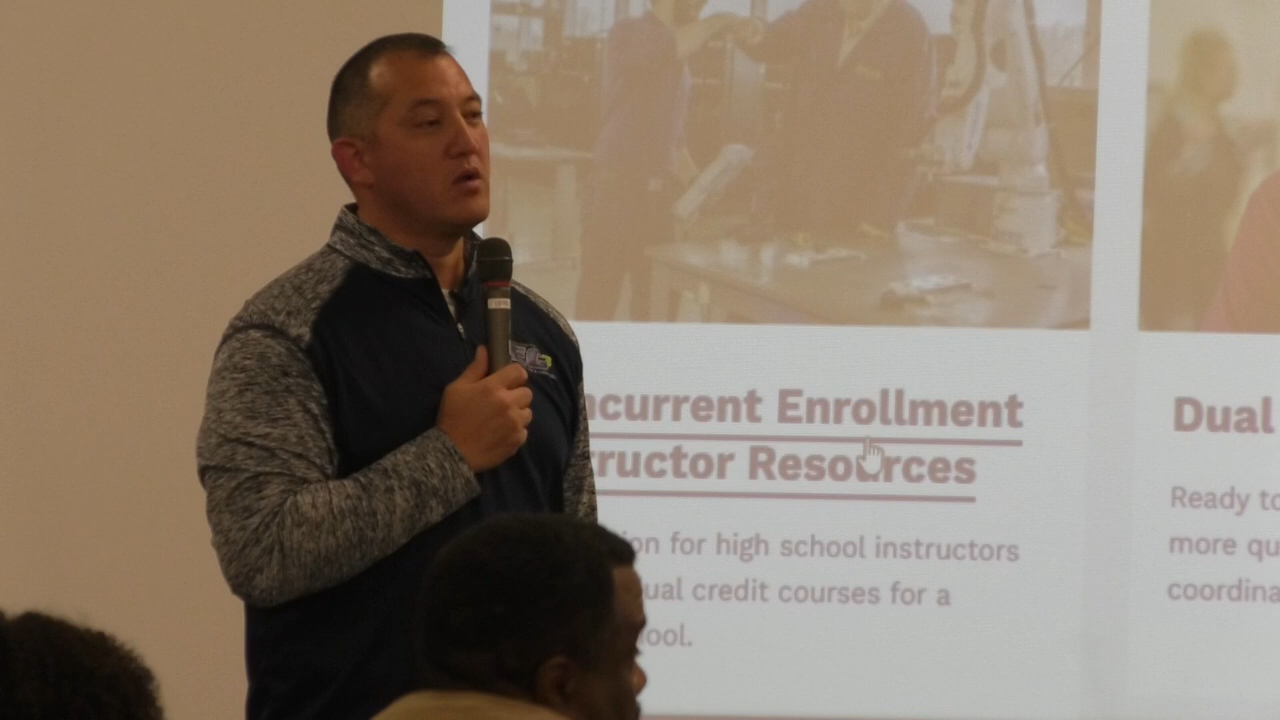 ncurrent Enrollment
tructor Resources
ion for high school instructors
ual credit courses for a
ool.
Dual
Ready to
more qu
coordina